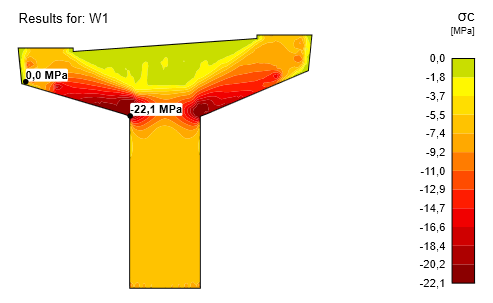 Results for: W1
σc
[MPa]
0,0 MPa
-22,1 MPa
0,0
-1,8
-3,7
-5,5
-7,4
-9,2
-11,0
-12,9
-14,7
-16,6
-18,4
-20,2
-22,1